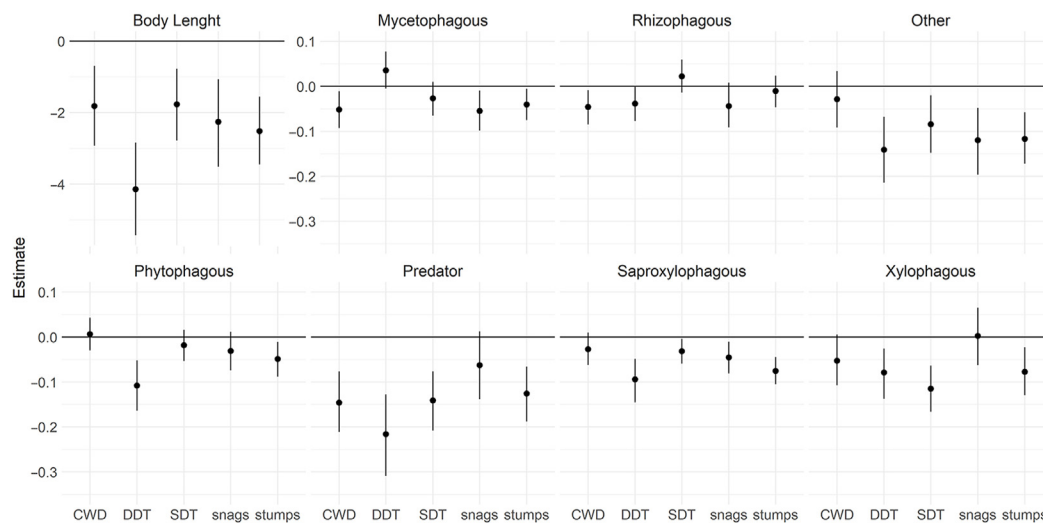 Body Lenght Mycetophagous Rhizophagous Other
0 0.1
0.0
−2 −0.1
−4 −0.2
−0.3
Estimate
Phytophagous Predator Saproxylophagous Xylophagous
0.1
0.0
−0.1
−0.2
−0.3
CWD DDT SDT snags stumps CWD DDT SDT snags stumps CWD DDT SDT snags stumps CWD DDT SDT snags stumps